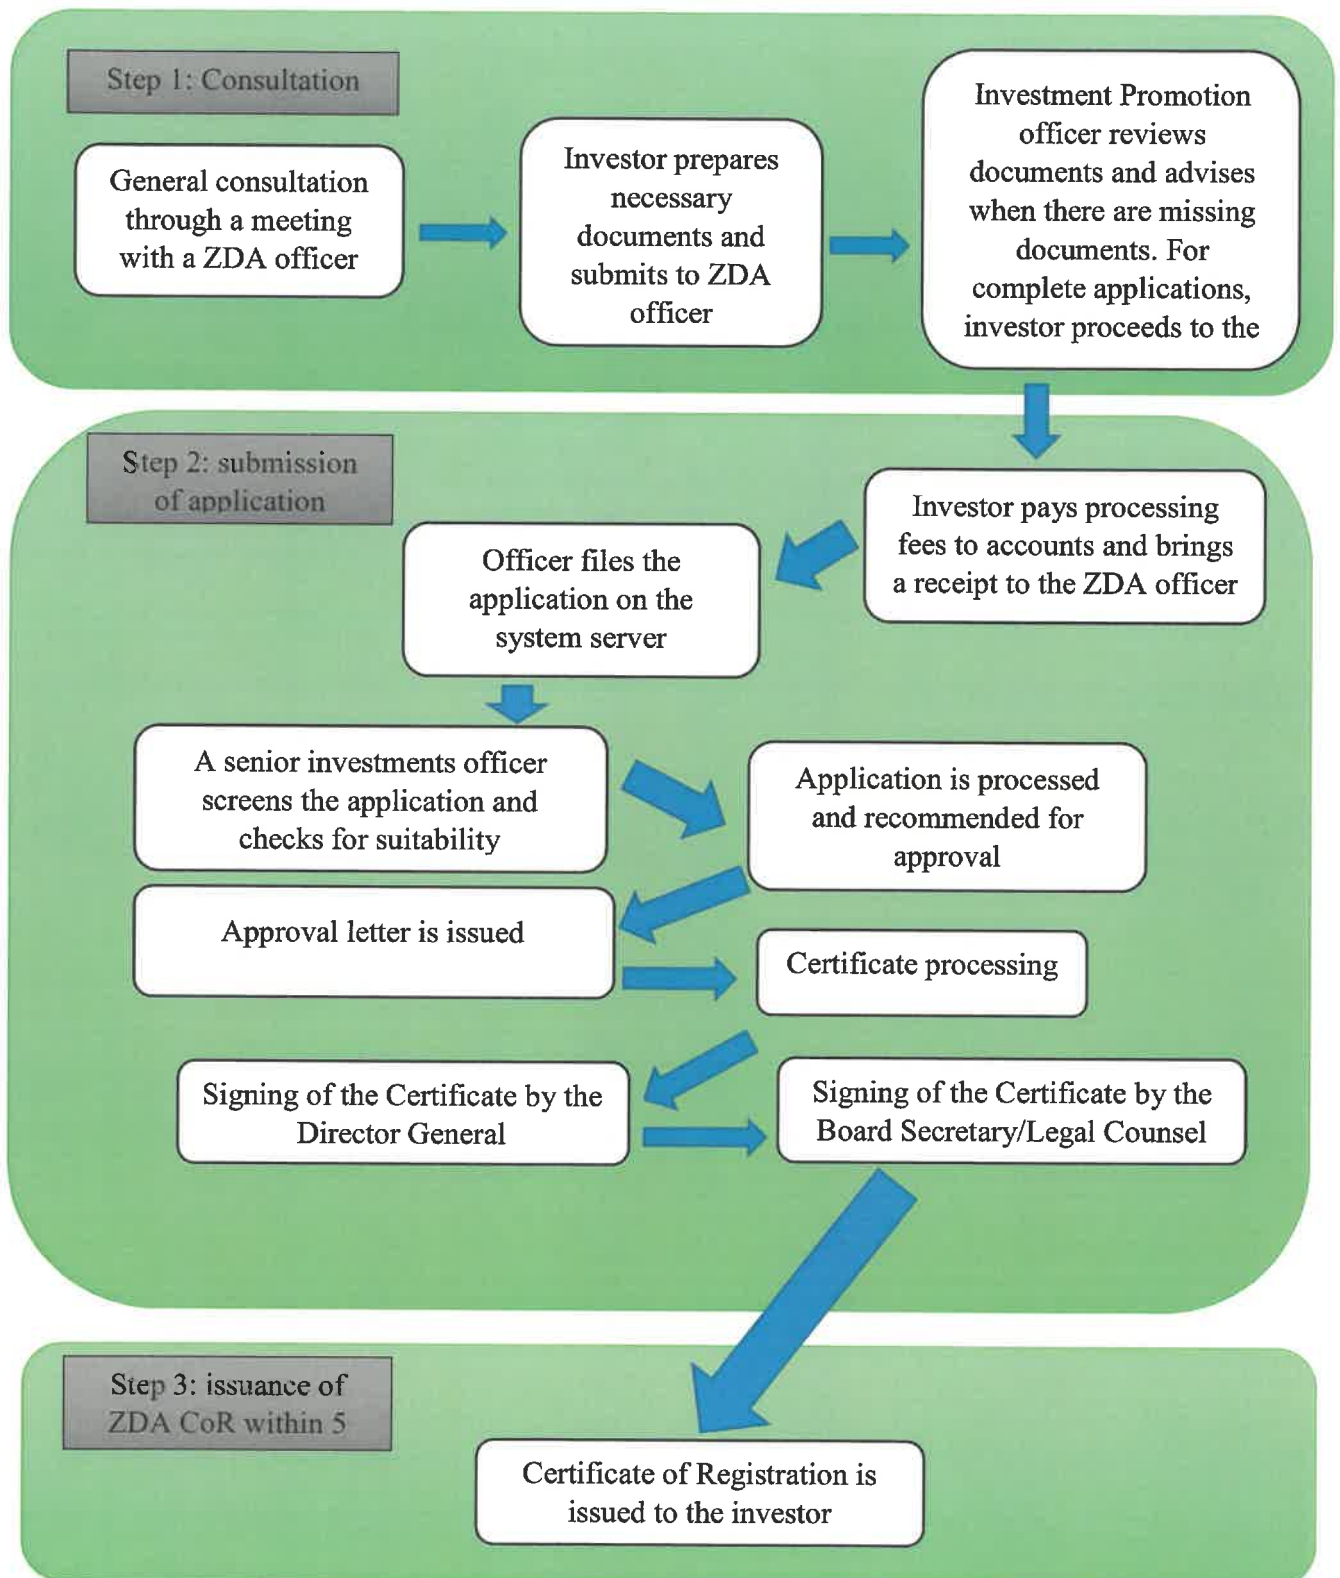 Step 1: Consultation
General consultation
through a meeting
with a ZDA officer
Investor prepares
necessary
documents and
submits to ZDA
officer
Investment Promotion
officer reviews
documents and advises
when there are missing
documents. For
complete applications,
investor proceeds to the
Step 2: submission
of application
Investor pays processing
fees to accounts and brings
a receipt to the ZDA officer
Officer files the
application on the
system server
A senior investments officer
screens the application and
checks for suitability
Application is processed
and recommended for
approval
Approval letter is issued
Certificate processing
Signing of the Certificate by the
Director General
Signing of the Certificate by the
Board Secretary/Legal Counsel
Step 3: issuance of
ZDA CoR within 5
Certificate of Registration is
issued to the investor